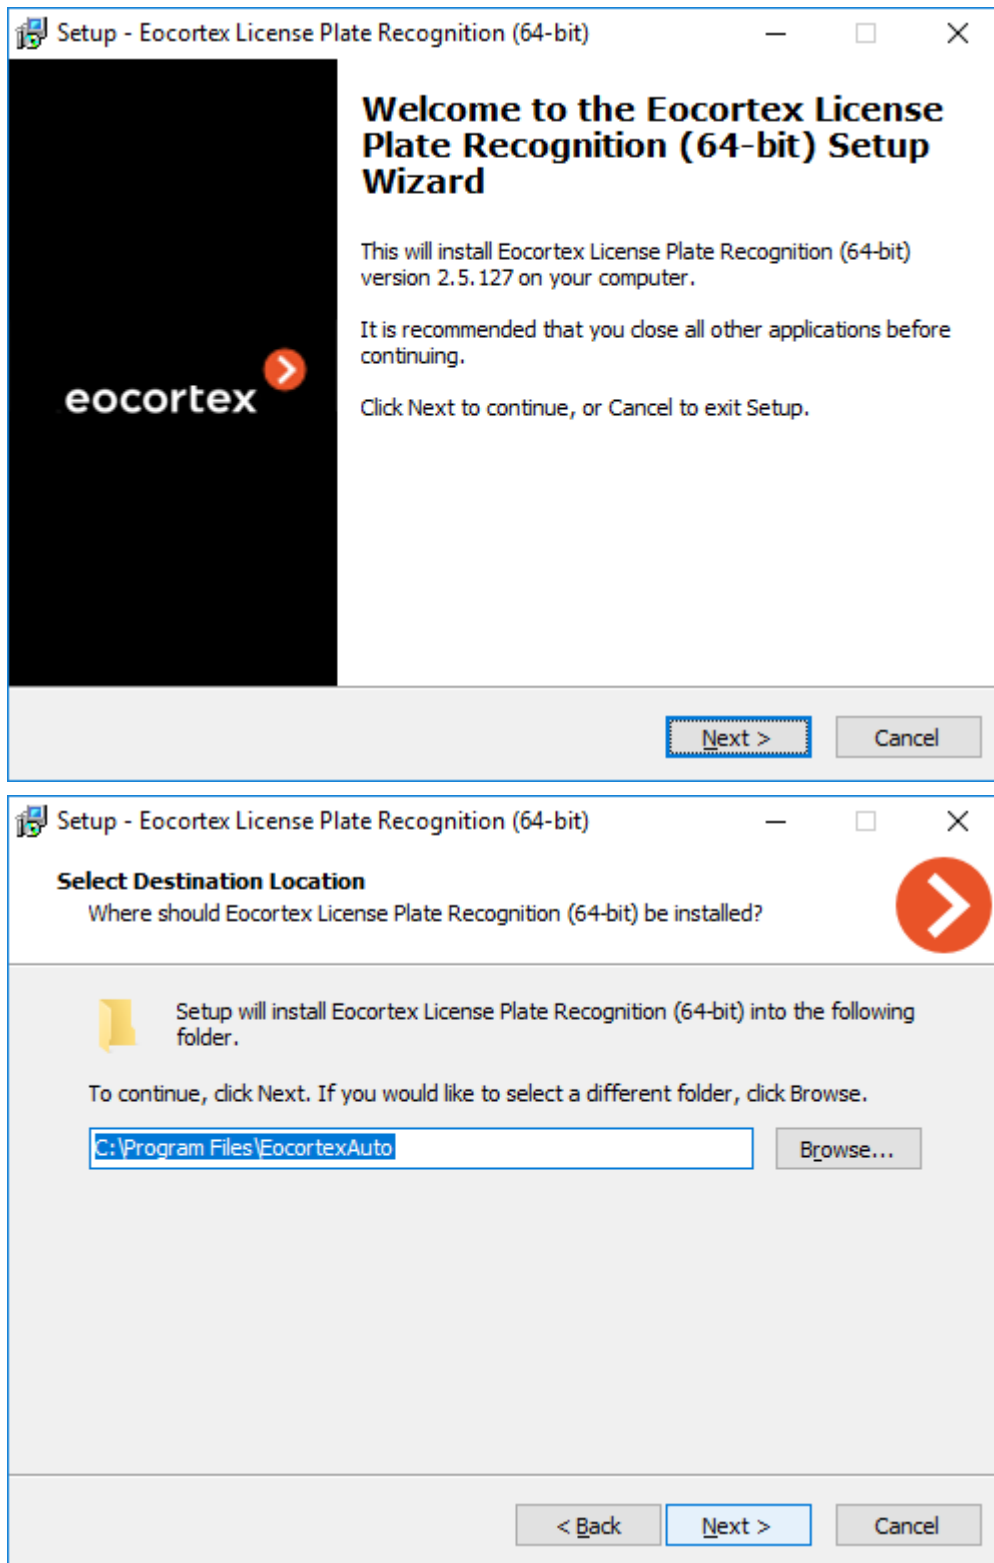 Setup - Eocortex License Plate Recognition (64-bit)
Welcome to the Eocortex License
Plate Recognition (64-bit) Setup
Wizard
This will install Eocortex License Plate Recognition (64-bit)
version 2.5.127 on your computer.
It is recommended that you close all other applications before
continuing.
eocortex
Click Next to continue, or Cancel to exit Setup.
Next >
Cancel
Setup - Eocortex License Plate Recognition (64-bit)
Select Destination Location
Where should Eocortex License Plate Recognition (64-bit) be installed?
Setup will install Eocortex License Plate Recognition (64-bit) into the following
folder.
To continue, click Next. If you would like to select a different folder, click Browse.
C:\Program Files\EocortexAuto
Browse...
< Back
Next >
Cancel